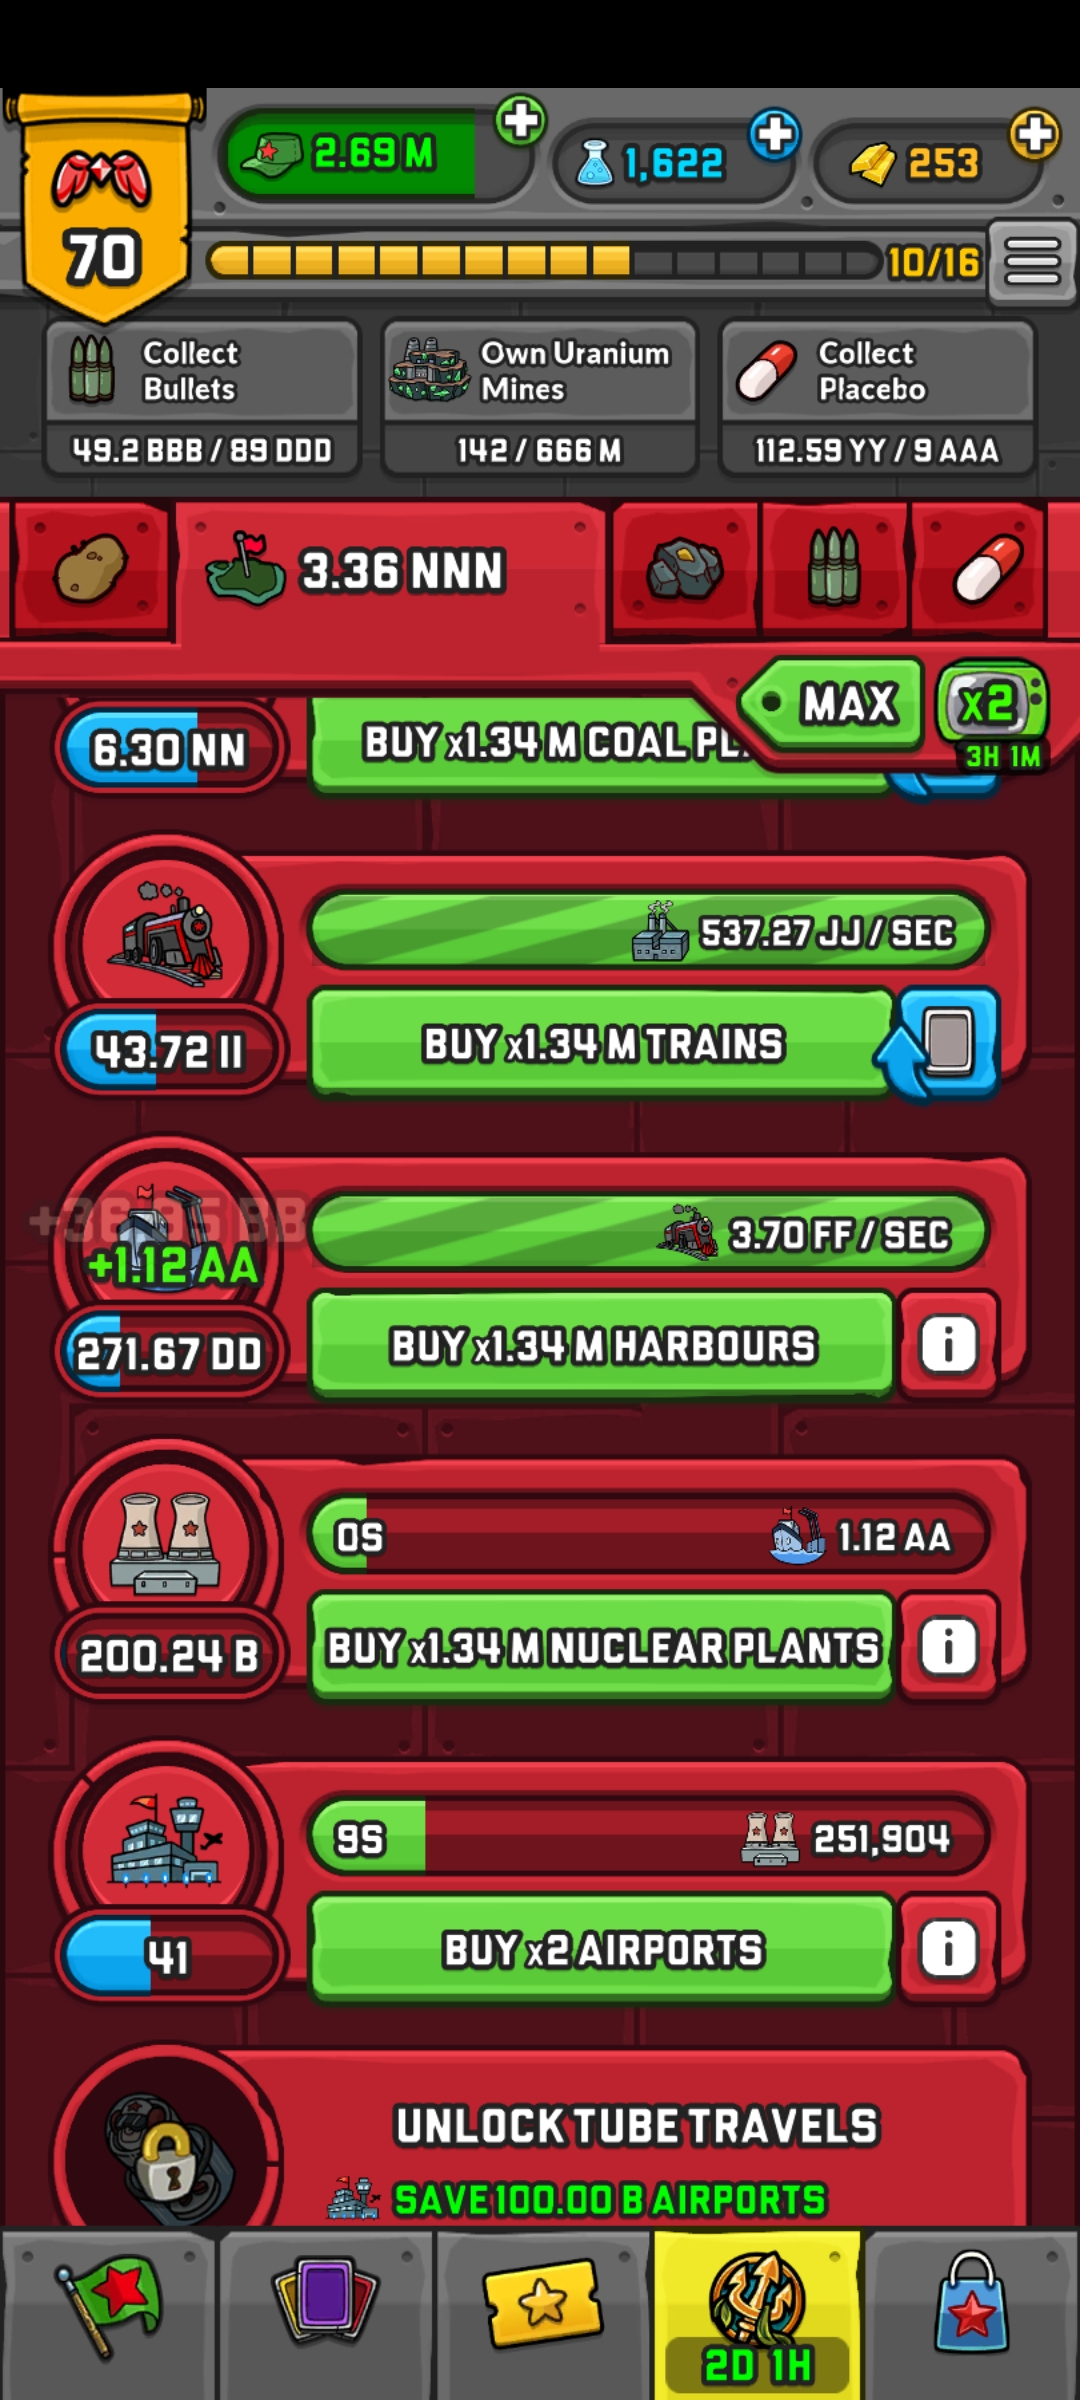 2.69 M
1,622
253
70
10/16
Collect
Bullets
49.2 BBB / 89 DDD
Own Uranium
Mines
142 / 666 M
Collect
Placebo
112.59 YY / 9 AAA
3.36 NNN
MAX
x2
3H 1M
6.30 NN
BUY x1.34 M COAL PL
537.27 JJ / SEC
43.72 II
BUY x1.34 M TRAINS
+36.95 BB
+1.12 AA
3.70 FF / SEC
271.67 DD
BUY x1.34 M HARBOURS
i
0S
1.12 AA
200.24 B
BUY x1.34 M NUCLEAR PLANTS
i
9S
251,904
41
BUY x2 AIRPORTS
i
UNLOCK TUBE TRAVELS
SAVE 100.00 B AIRPORTS
2D 1H